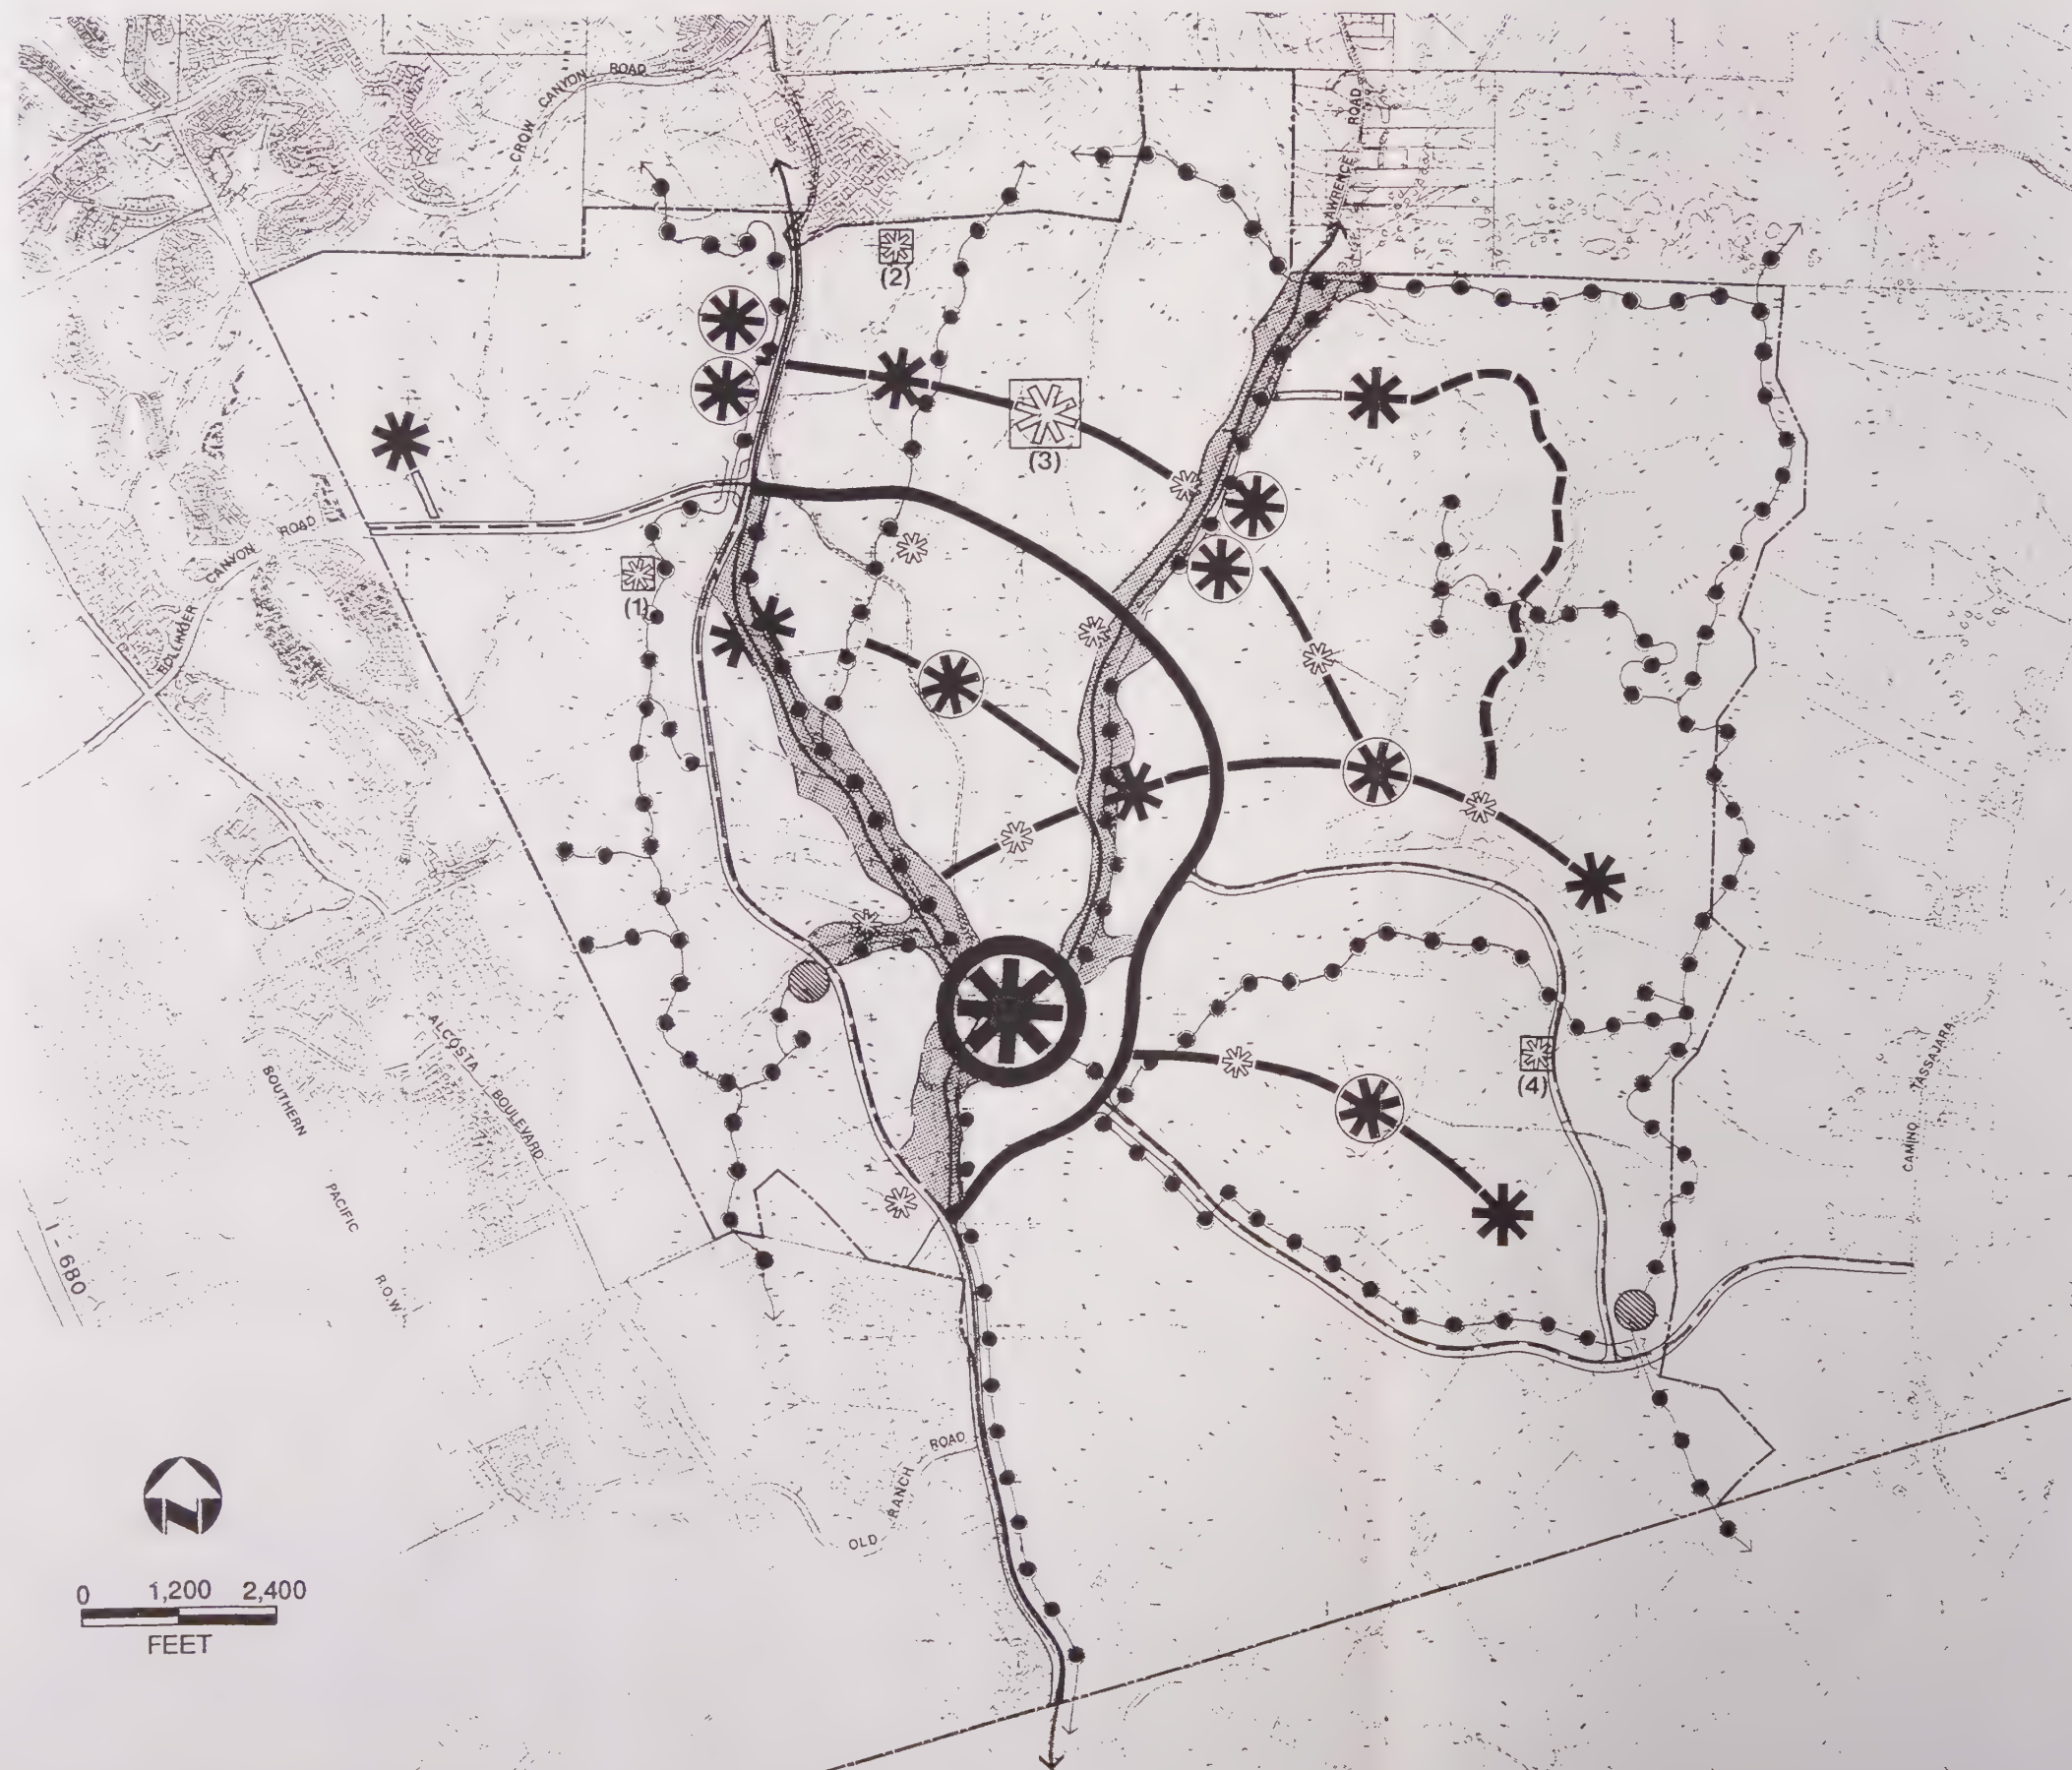 CROW CANYON ROAD
ROAD
LAWRENCE
(2)
(3)
BOLLINGER CANYON ROAD
(1)
(4)
ALCOSTA BOULEVARD
SOUTHERN PACIFIC R.O.W.
I-680
CAMINO TASSAJARA
OLD RANCH ROAD
N
0 1,200 2,400
FEET